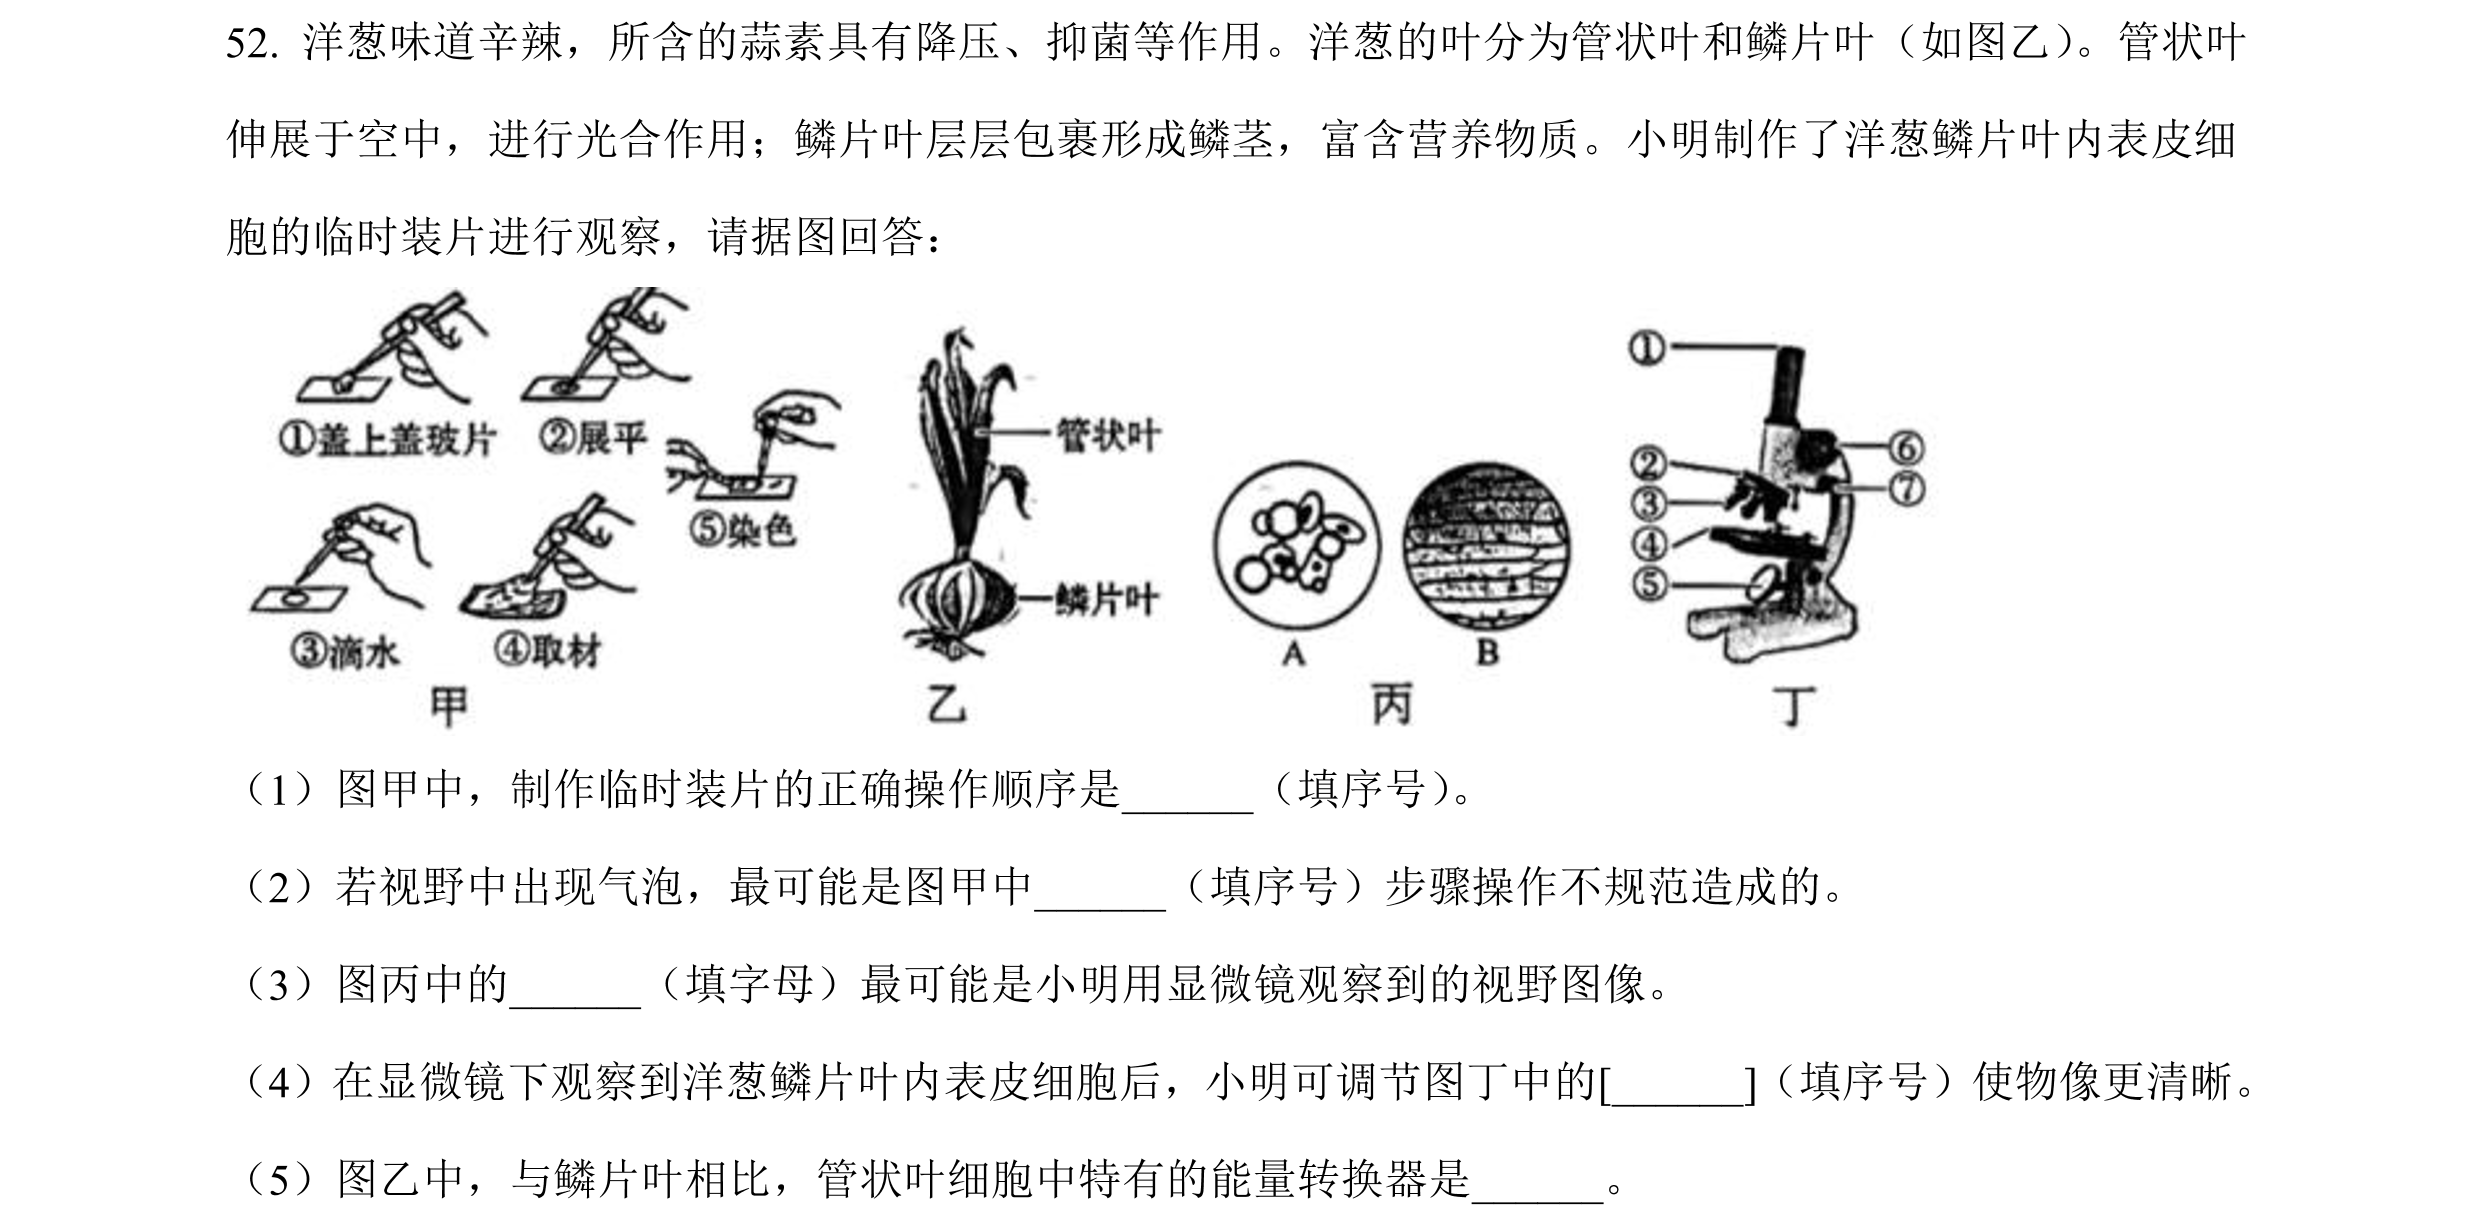 52. 洋葱味道辛辣，所含的蒜素具有降压、抑菌等作用。洋葱的叶分为管状叶和鳞片叶（如图乙）。管状叶
伸展于空中，进行光合作用；鳞片叶层层包裹形成鳞茎，富含营养物质。小明制作了洋葱鳞片叶内表皮细
胞的临时装片进行观察，请据图回答：
①盖上盖玻片 ②展平
⑤染色
③滴水 ④取材
甲
管状叶
鳞片叶
乙
A B
丙
①
②
③
④
⑤
⑥
⑦
丁
（1）图甲中，制作临时装片的正确操作顺序是______（填序号）。
（2）若视野中出现气泡，最可能是图甲中______（填序号）步骤操作不规范造成的。
（3）图丙中的______（填字母）最可能是小明用显微镜观察到的视野图像。
（4）在显微镜下观察到洋葱鳞片叶内表皮细胞后，小明可调节图丁中的[______]（填序号）使物像更清晰。
（5）图乙中，与鳞片叶相比，管状叶细胞中特有的能量转换器是______。